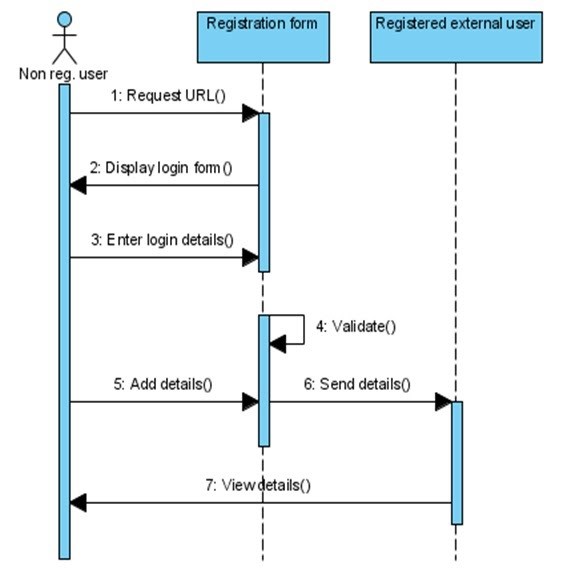 Registration form
Registered external user
Non reg. user
1: Request URL()
2: Display login form()
3: Enter login details()
4: Validate()
5: Add details()
6: Send details()
7: View details()